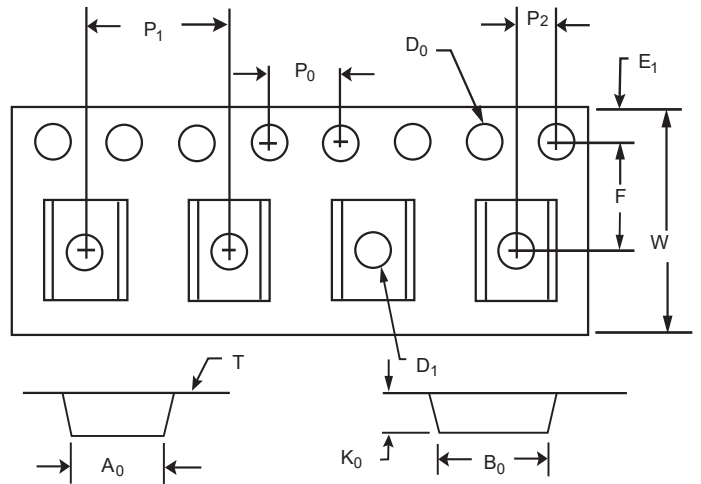 P₁
P₂
P₀
D₀
E₁
F
W
D₁
T
A₀
K₀
B₀